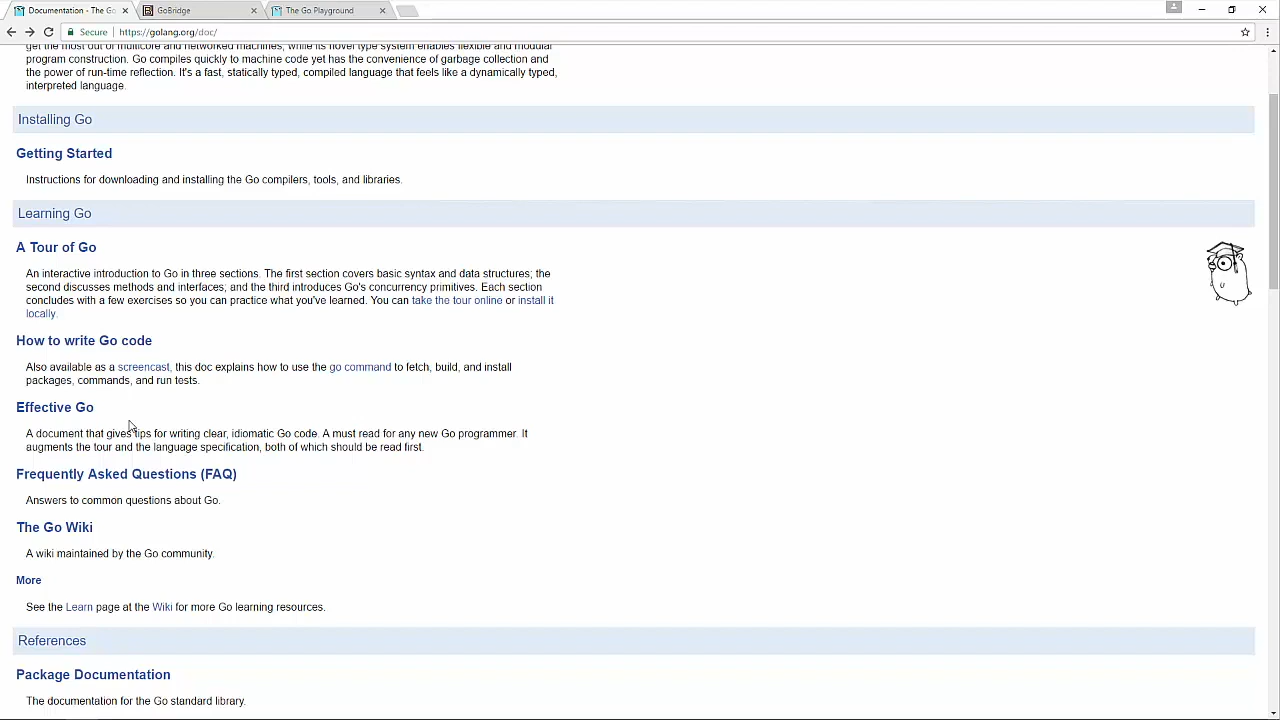 Documentation - The Go
GoBridge
The Go Playground
Secure
https://golang.org/doc/
get the most out of multicore and networked machines, while its novel type system enables flexible and modular
program construction. Go compiles quickly to machine code yet has the convenience of garbage collection and
the power of run-time reflection. It's a fast, statically typed, compiled language that feels like a dynamically typed,
interpreted language.
Installing Go
Getting Started
Instructions for downloading and installing the Go compilers, tools, and libraries.
Learning Go
A Tour of Go
An interactive introduction to Go in three sections. The first section covers basic syntax and data structures; the
second discusses methods and interfaces; and the third introduces Go's concurrency primitives. Each section
concludes with a few exercises so you can practice what you've learned. You can take the tour online or install it
locally.
How to write Go code
Also available as a screencast, this doc explains how to use the go command to fetch, build, and install
packages, commands, and run tests.
Effective Go
A document that gives tips for writing clear, idiomatic Go code. A must read for any new Go programmer. It
augments the tour and the language specification, both of which should be read first.
Frequently Asked Questions (FAQ)
Answers to common questions about Go.
The Go Wiki
A wiki maintained by the Go community.
More
See the Learn page at the Wiki for more Go learning resources.
References
Package Documentation
The documentation for the Go standard library.